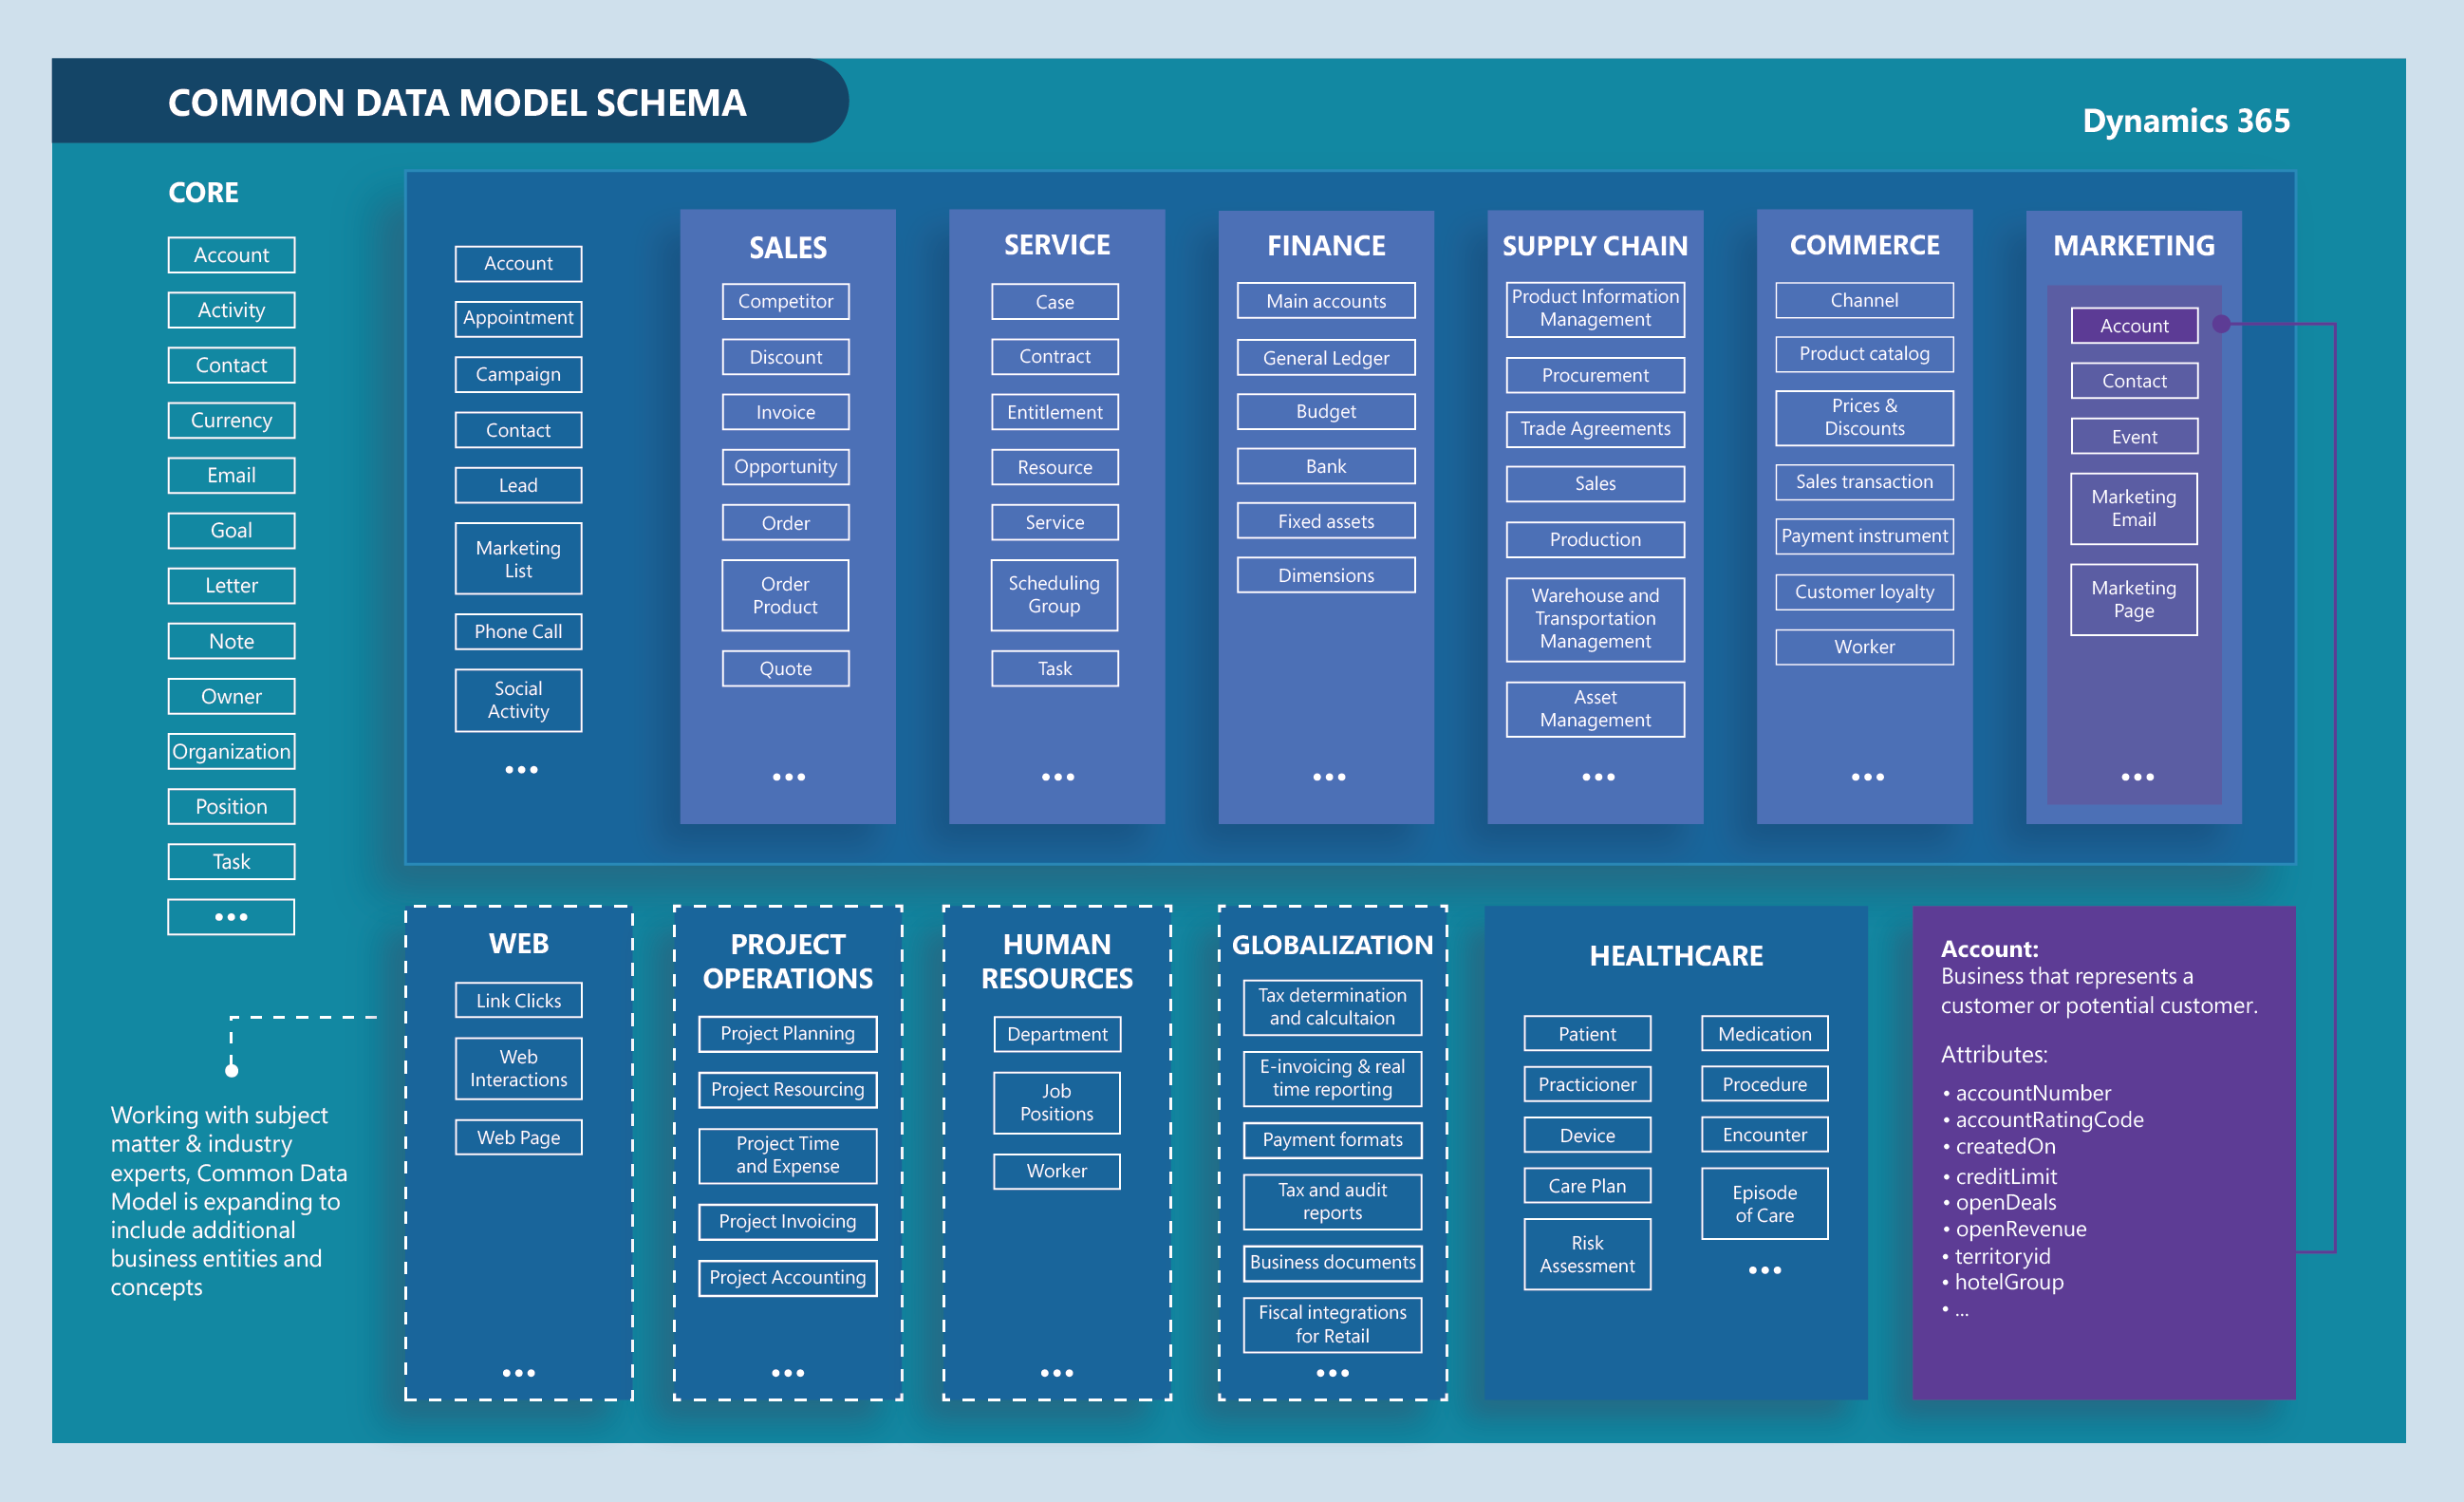 COMMON DATA MODEL SCHEMA
Dynamics 365
CORE
Account
Activity
Contact
Currency
Email
Goal
Letter
Note
Owner
Organization
Position
Task
•••
Account
Appointment
Campaign
Contact
Lead
Marketing
List
Phone Call
Social
Activity
•••
SALES
Competitor
Discount
Invoice
Opportunity
Order
Order
Product
Quote
•••
SERVICE
Case
Contract
Entitlement
Resource
Service
Scheduling
Group
Task
•••
FINANCE
Main accounts
General Ledger
Budget
Bank
Fixed assets
Dimensions
•••
SUPPLY CHAIN
Product Information
Management
Procurement
Trade Agreements
Sales
Production
Warehouse and
Transportation
Management
Asset
Management
•••
COMMERCE
Channel
Product catalog
Prices &
Discounts
Sales transaction
Payment instrument
Customer loyalty
Worker
•••
MARKETING
Account
Contact
Event
Marketing
Email
Marketing
Page
•••
Working with subject
matter & industry
experts, Common Data
Model is expanding to
include additional
business entities and
concepts
WEB
Link Clicks
Web
Interactions
Web Page
•••
PROJECT
OPERATIONS
Project Planning
Project Resourcing
Project Time
and Expense
Project Invoicing
Project Accounting
•••
HUMAN
RESOURCES
Department
Job
Positions
Worker
•••
GLOBALIZATION
Tax determination
and calcultaion
E-invoicing & real
time reporting
Payment formats
Tax and audit
reports
Business documents
Fiscal integrations
for Retail
•••
HEALTHCARE
Patient
Practicioner
Device
Care Plan
Risk
Assessment
Medication
Procedure
Encounter
Episode
of Care
•••
Account:
Business that represents a
customer or potential customer.
Attributes:
• accountNumber
• accountRatingCode
• createdOn
• creditLimit
• openDeals
• openRevenue
• territoryid
• hotelGroup
• ...